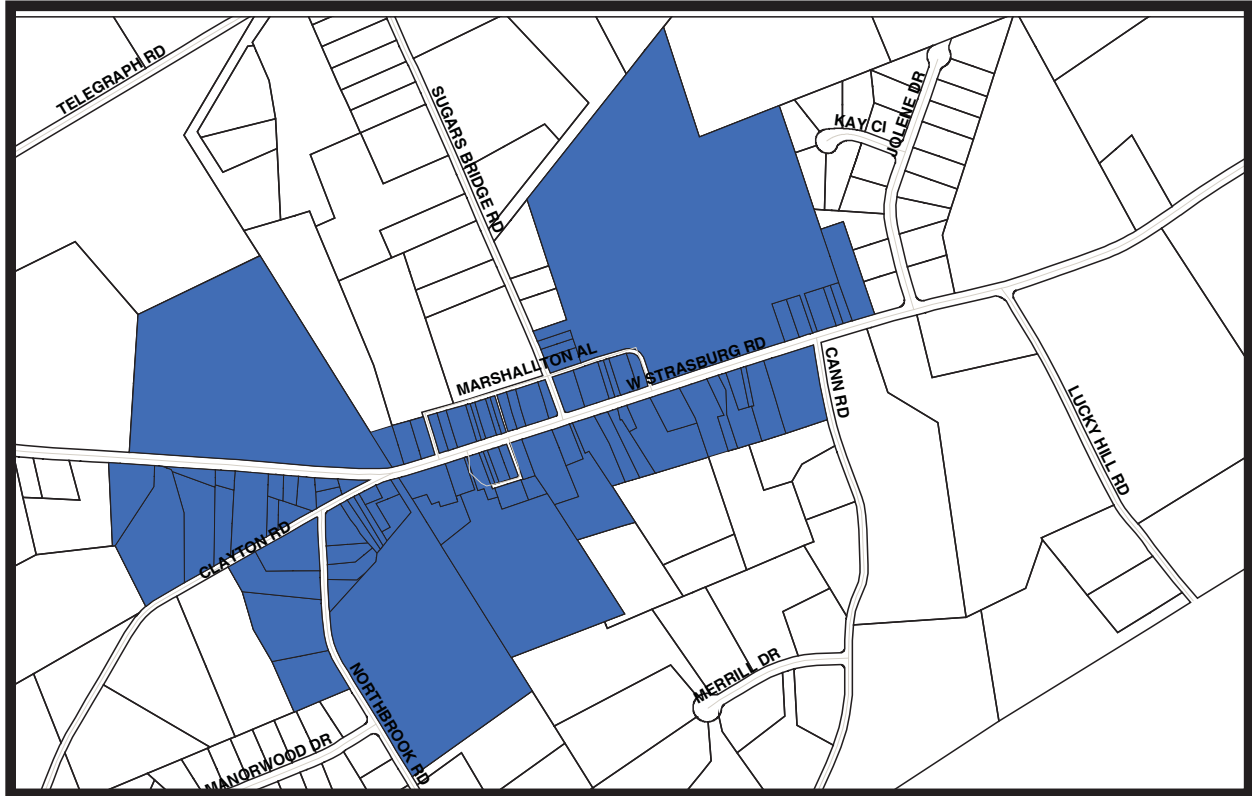 TELEGRAPH RD
SUGARS BRIDGE RD
KAY CI
JOLENE DR
MARSHALLTON AL
W STRASBURG RD
CANN RD
LUCKY HILL RD
CLAYTON RD
NORTHBROOK RD
MERRILL DR
MANORWOOD DR